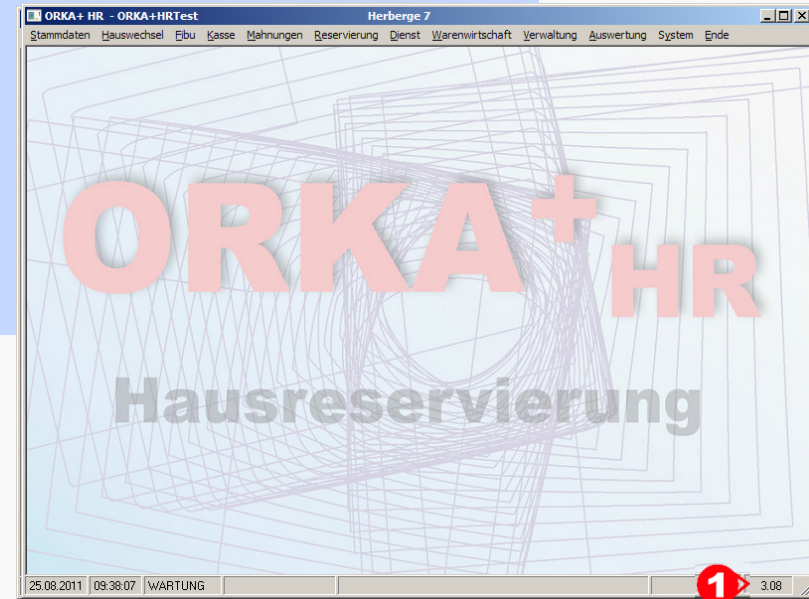 ORKA+ HR - ORKA+HRTest Herberge 7
Stammdaten Hauswechsel Fibu Kasse Mahnungen Reservierung Dienst Warenwirtschaft Verwaltung Auswertung System Ende
ORKA+HR
Hausreservierung
25.08.2011 09:38:07 WARTUNG 1 3.08